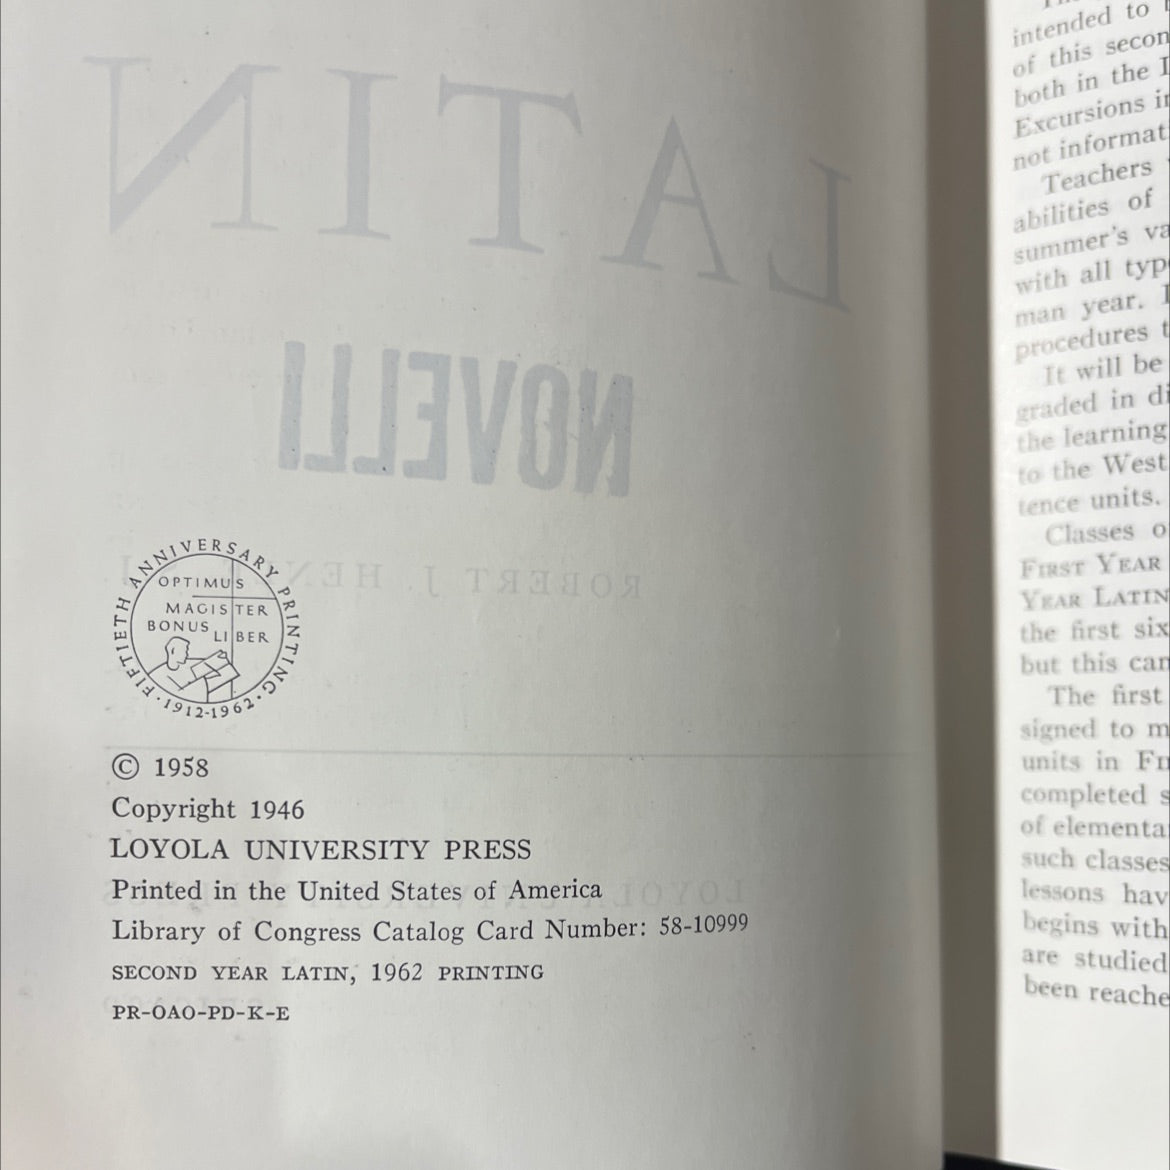 LATIN
NOVELLI
ROBERT J. HEN
FIFTIETH ANNIVERSARY PRINTING
· 1912-1962 ·
OPTIMUS
MAGISTER
BONUS
LIBER
© 1958
Copyright 1946
LOYOLA UNIVERSITY PRESS
Printed in the United States of America
Library of Congress Catalog Card Number: 58-10999
SECOND YEAR LATIN, 1962 PRINTING
PR-OAO-PD-K-E
intended to
of this secon
both in the
Excursions
not informat
Teachers
abilities of
summer's va
with all typ
man year.
procedures t
It will be
graded in di
the learning
to the West
tence units.
Classes o
FIRST YEAR
YEAR LATIN
the first six
but this can
The first
signed to m
units in
completed s
of elementa
such classes
lessons hav
begins with
are studied
been reache